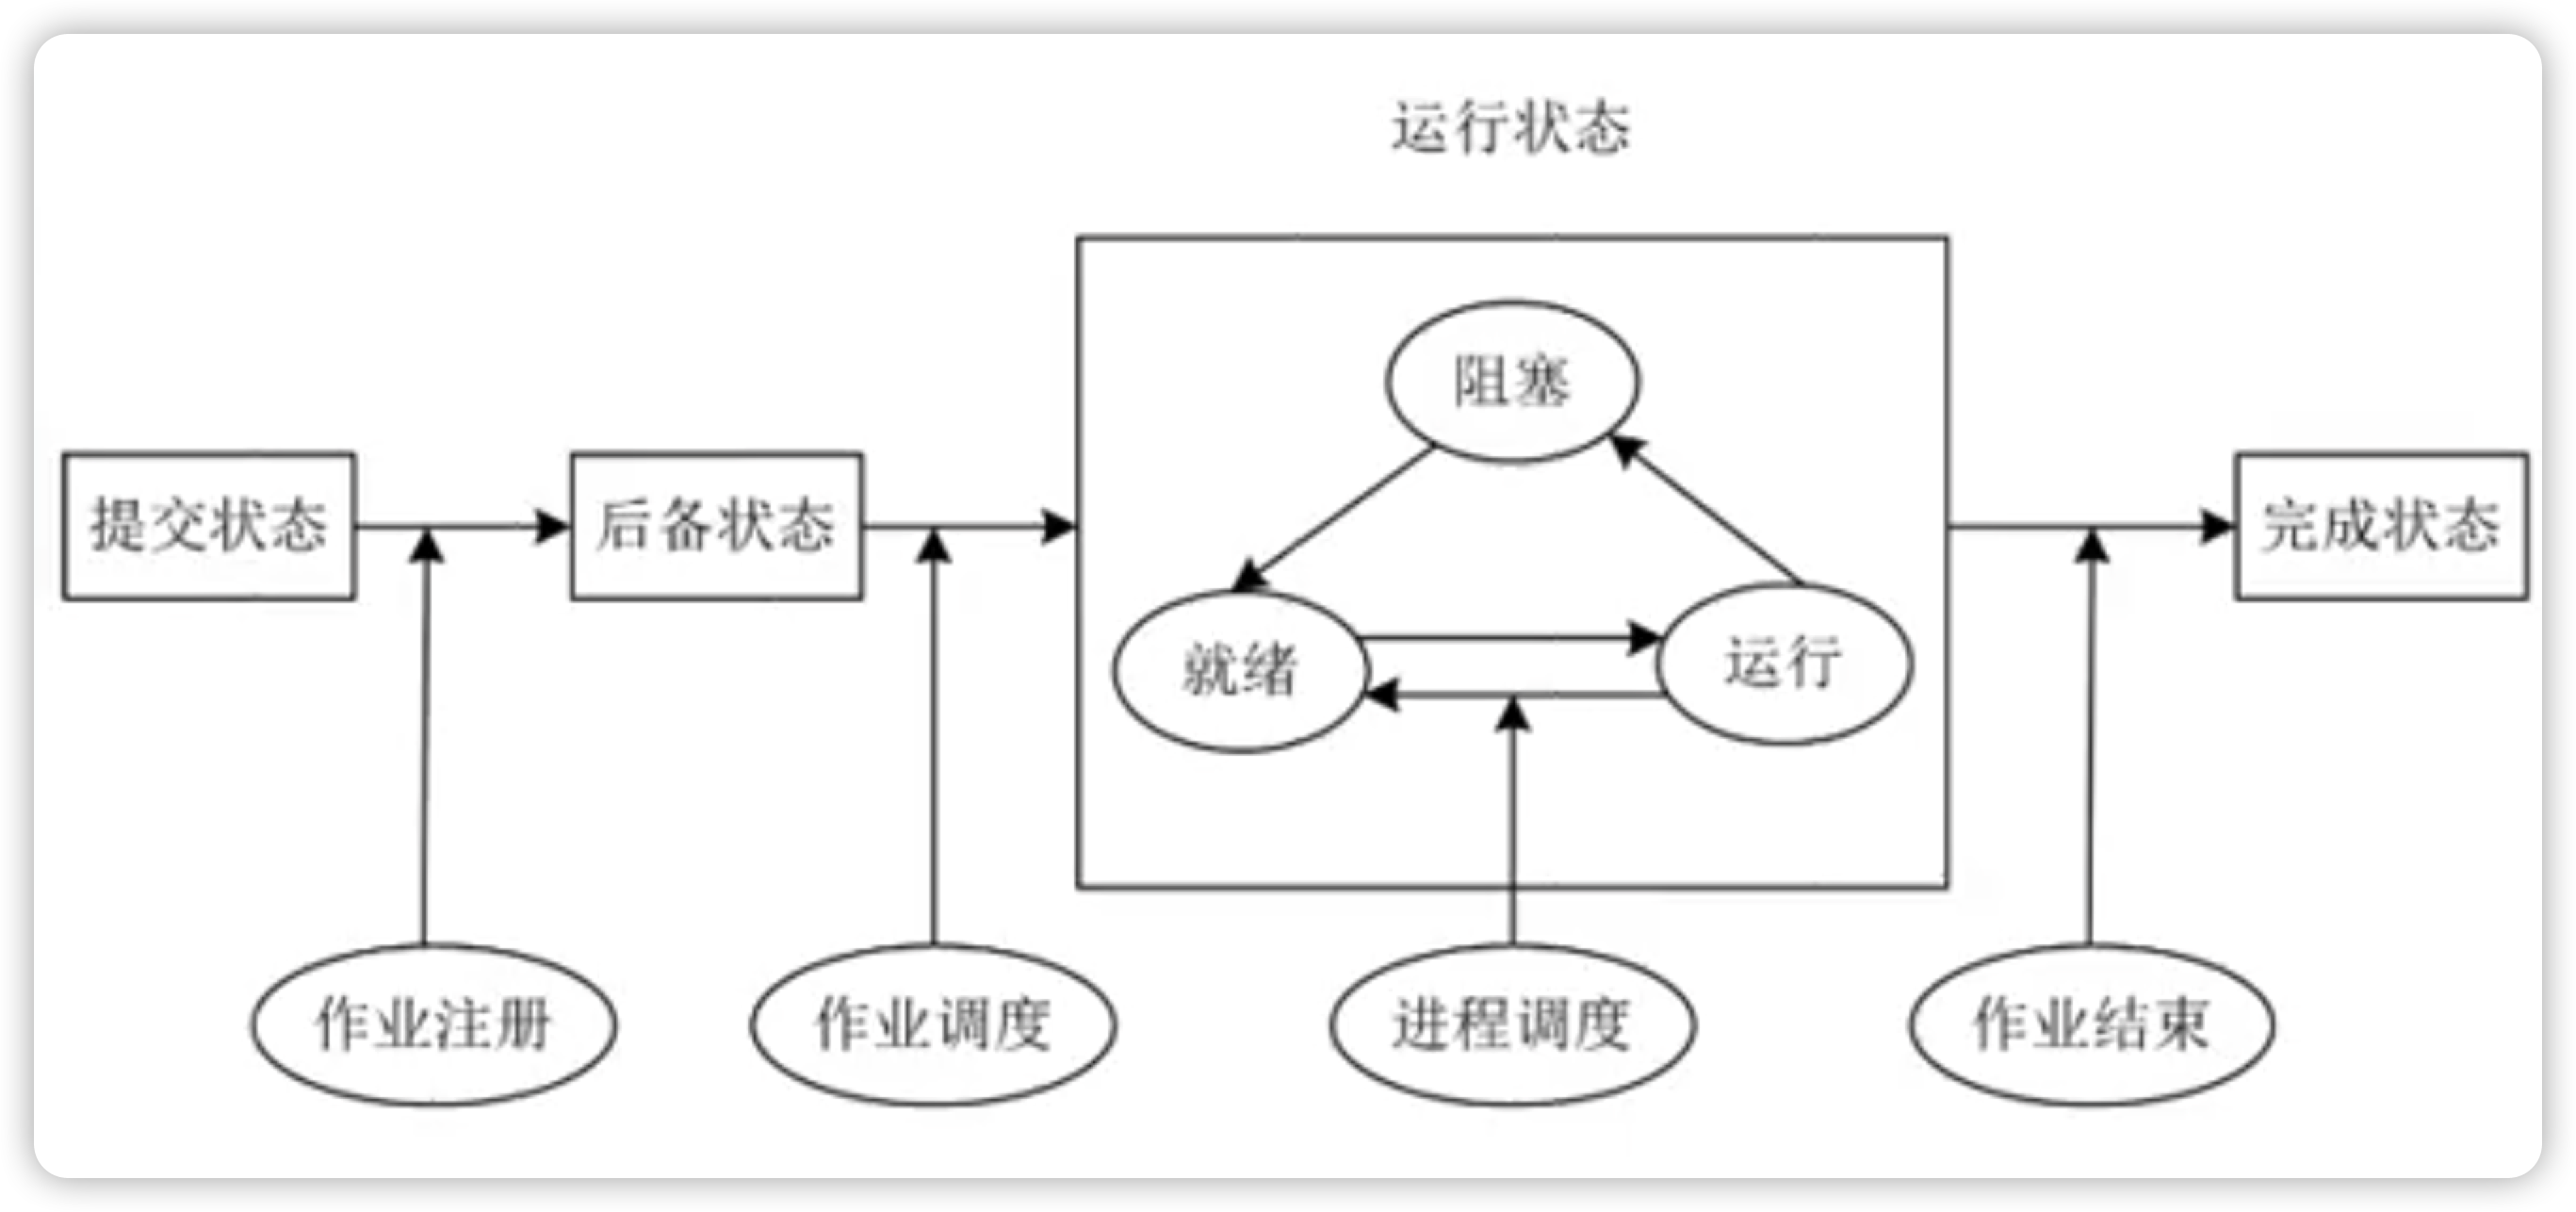 运行状态
阻塞
提交状态
后备状态
完成状态
就绪
运行
作业注册
作业调度
进程调度
作业结束